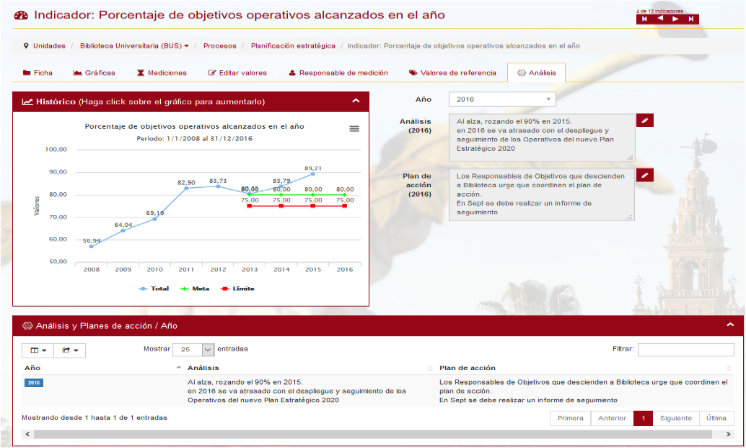 Indicador: Porcentaje de objetivos operativos alcanzados en el año
4 de 12 indicadores
Unidades / Biblioteca Universitaria (BUS) / Procesos / Planificación estratégica / Indicador: Porcentaje de objetivos operativos alcanzados en el año
Ficha Gráficas Mediciones Editar valores Responsable de medición Valores de referencia Análisis
Histórico (Haga click sobre el gráfico para aumentarlo)
Porcentaje de objetivos operativos alcanzados en el año
Periodo: 1/1/2008 al 31/12/2016
Valores
100,00
90,00
80,00
70,00
60,00
50,00
56,94
64,04
69,19
82,90
83,73
83,79
89,21
80,00 80,00 80,00
75,00 75,00 75,00 75,00
2008 2009 2010 2011 2012 2013 2014 2015 2016
Total Meta Límite
Año
2016
Análisis
(2016)
Al alza, rozando el 90% en 2015.
en 2016 se va atrasado con el despliegue y
seguimiento de los Operativos del nuevo Plan
Estratégico 2020
Plan de
acción
(2016)
Los Responsables de Objetivos que descienden
a Biblioteca urge que coordinen el plan de
acción.
En Sept se debe realizar un informe de
seguimiento
Análisis y Planes de acción / Año
Mostrar 25 entradas
Filtrar:
Año Análisis Plan de acción
2016
Al alza, rozando el 90% en 2015.
en 2016 se va atrasado con el despliegue y seguimiento de los
Operativos del nuevo Plan Estratégico 2020
Los Responsables de Objetivos que descienden a Biblioteca urge que coordinen el
plan de acción.
En Sept se debe realizar un informe de seguimiento
Mostrando desde 1 hasta 1 de 1 entradas
Primera Anterior 1 Siguiente Última